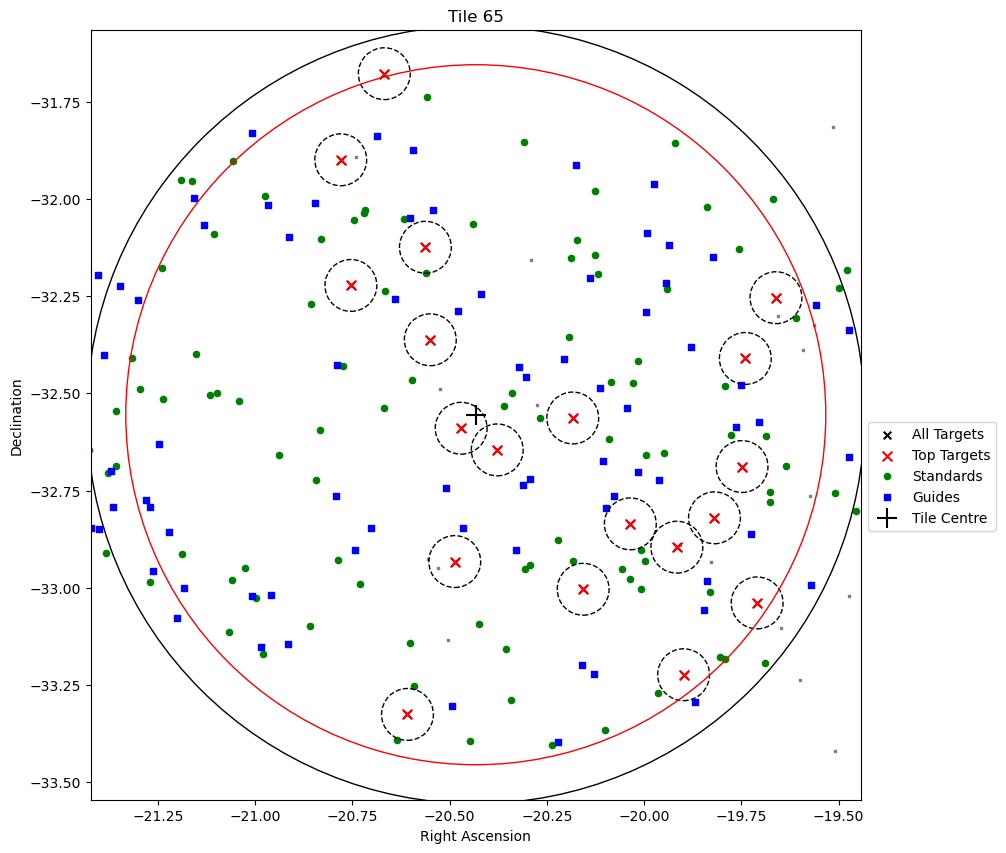 Tile 65
−31.75
−32.00
−32.25
−32.50
−32.75
−33.00
−33.25
−33.50
Declination
−21.25 −21.00 −20.75 −20.50 −20.25 −20.00 −19.75 −19.50
Right Ascension
All Targets
Top Targets
Standards
Guides
Tile Centre